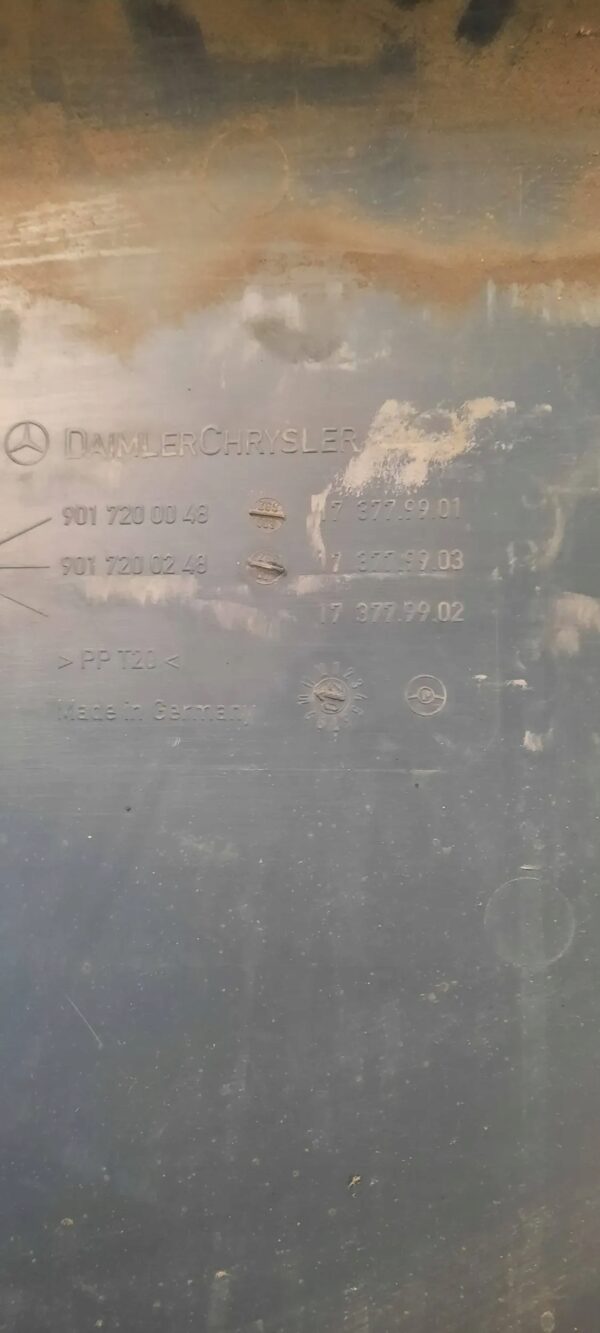 DAIMLERCHRYSLER
901 720 00 48 17 377.99.01
901 720 02 48 17 377.99.03
17 377.99.02
>PP T20<
Made in Germany